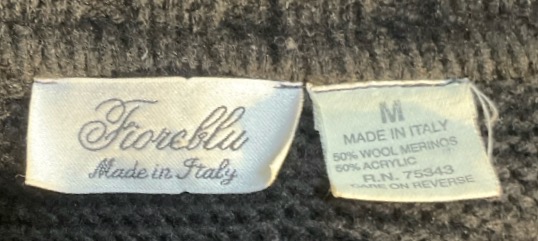 Fioreblu
Made in Italy
M
MADE IN ITALY
50% WOOL MERINOS
50% ACRYLIC
R.N. 75343
CARE ON REVERSE